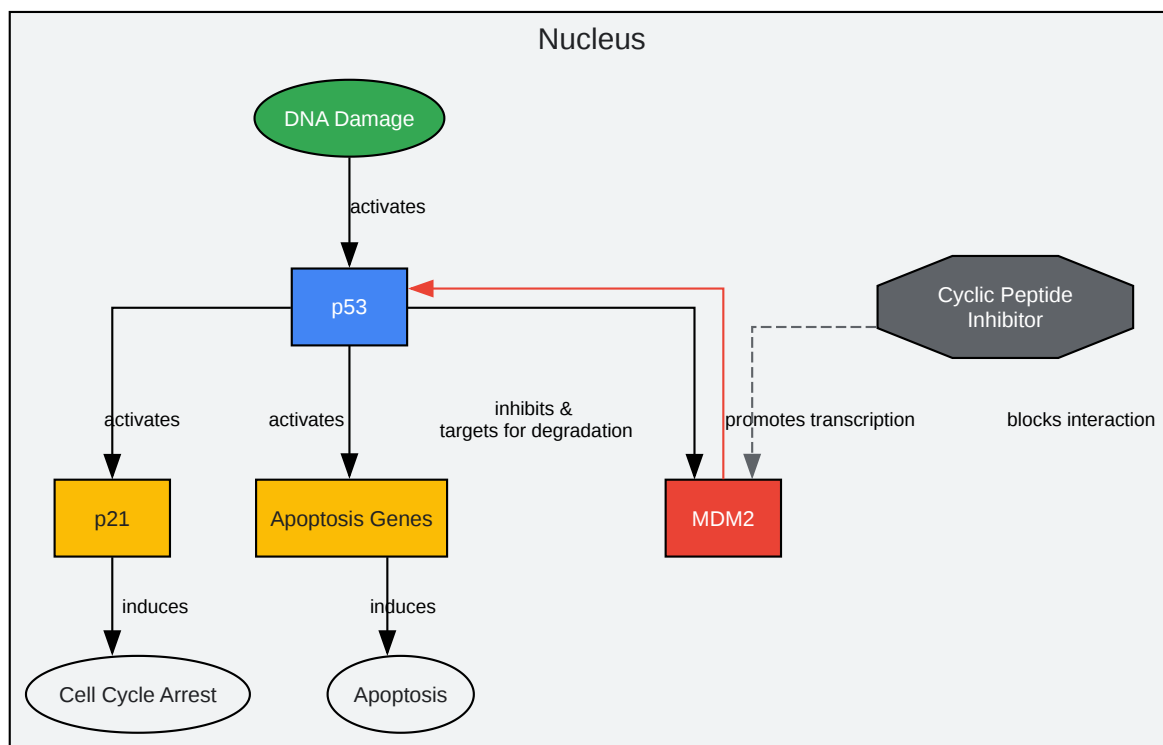 Nucleus
DNA Damage
activates
p53
Cyclic Peptide
Inhibitor
activates
activates
inhibits &
targets for degradation
promotes transcription
blocks interaction
p21
Apoptosis Genes
MDM2
induces
induces
Cell Cycle Arrest
Apoptosis